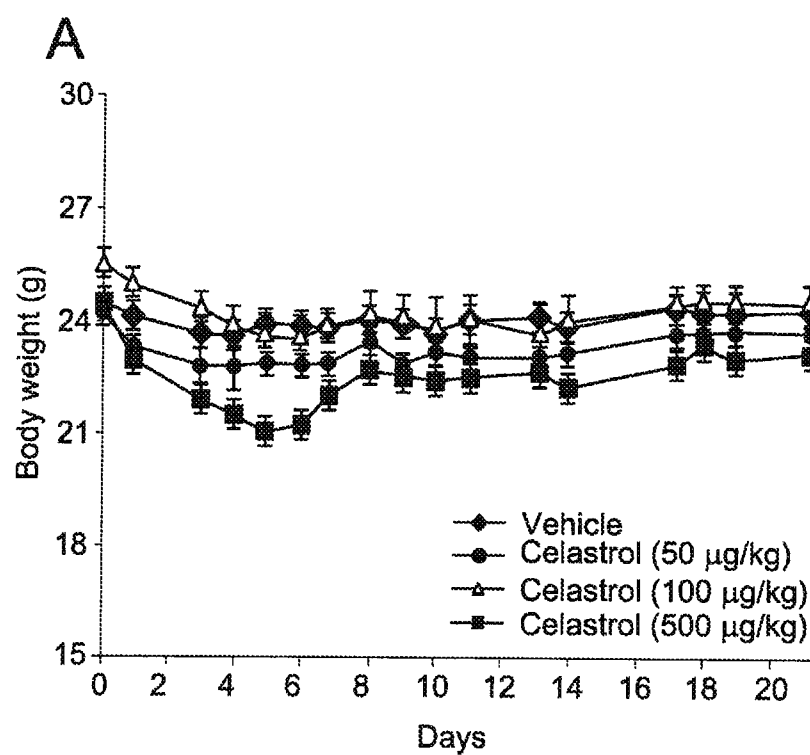 A
30
27
24
21
18
15
Body weight (g)
Vehicle
Celastrol (50 µg/kg)
Celastrol (100 µg/kg)
Celastrol (500 µg/kg)
0 2 4 6 8 10 12 14 16 18 20
Days